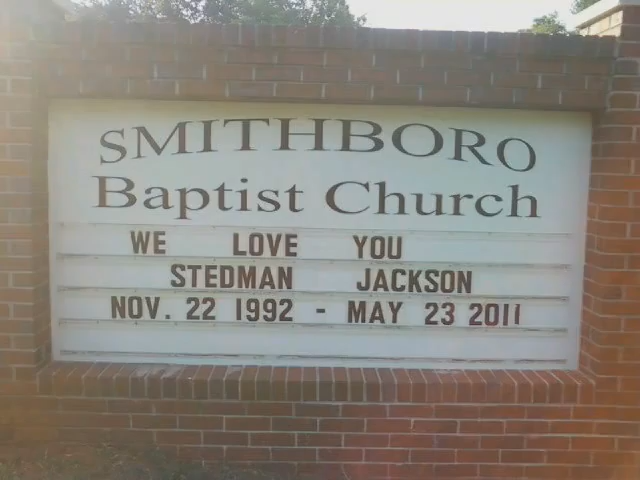 SMITHBORO
Baptist Church
WE LOVE YOU
STEDMAN JACKSON
NOV. 22 1992 - MAY 23 2011